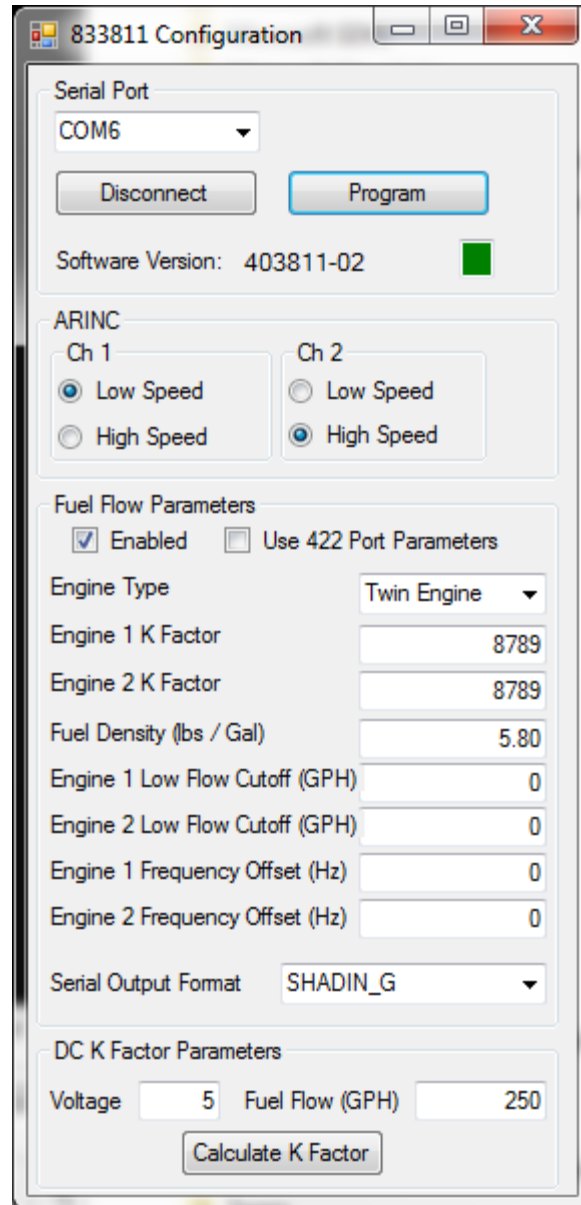 833811 Configuration
Serial Port
COM6
Disconnect Program
Software Version: 403811-02
ARINC
Ch 1 Ch 2
Low Speed Low Speed
High Speed High Speed
Fuel Flow Parameters
Enabled Use 422 Port Parameters
Engine Type Twin Engine
Engine 1 K Factor 8789
Engine 2 K Factor 8789
Fuel Density (lbs / Gal) 5.80
Engine 1 Low Flow Cutoff (GPH) 0
Engine 2 Low Flow Cutoff (GPH) 0
Engine 1 Frequency Offset (Hz) 0
Engine 2 Frequency Offset (Hz) 0
Serial Output Format SHADIN_G
DC K Factor Parameters
Voltage 5 Fuel Flow (GPH) 250
Calculate K Factor